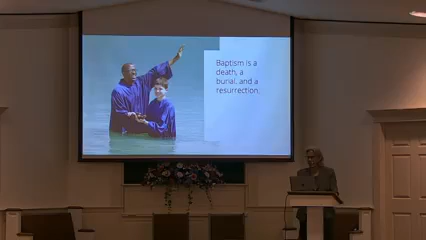 Baptism is a
death, a
burial, and a
resurrection.